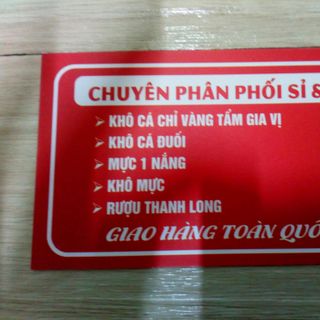 CHUYÊN PHÂN PHỐI SỈ &
KHÔ CÁ CHỈ VÀNG TẨM GIA VỊ
KHÔ CÁ ĐUỐI
MỰC 1 NẮNG
KHÔ MỰC
RƯỢU THANH LONG
GIAO HÀNG TOÀN QUỐ